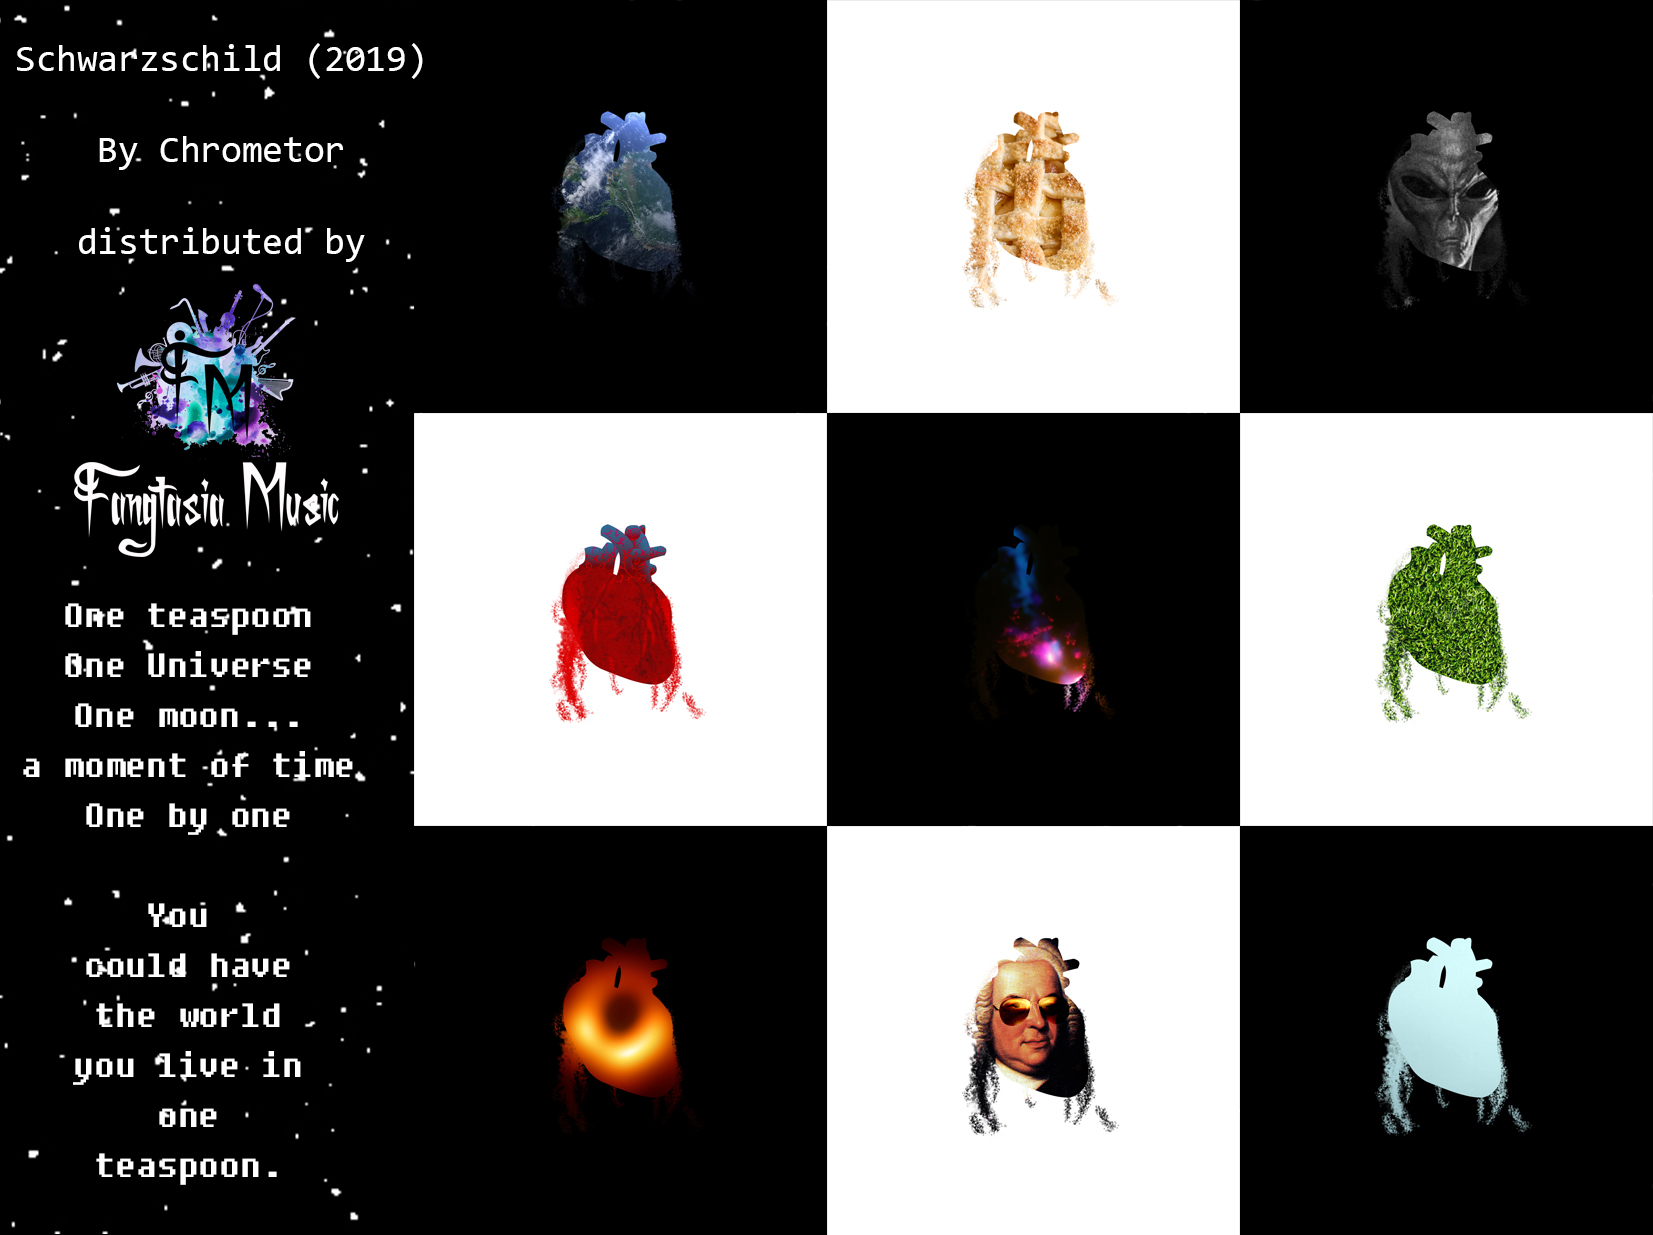 Schwarzschild (2019)
By Chrometor
distributed by
FM
Fangtasia Music
One teaspoon
One Universe
One moon...
a moment of time
One by one
You
could have
the world
you live in
one
teaspoon.